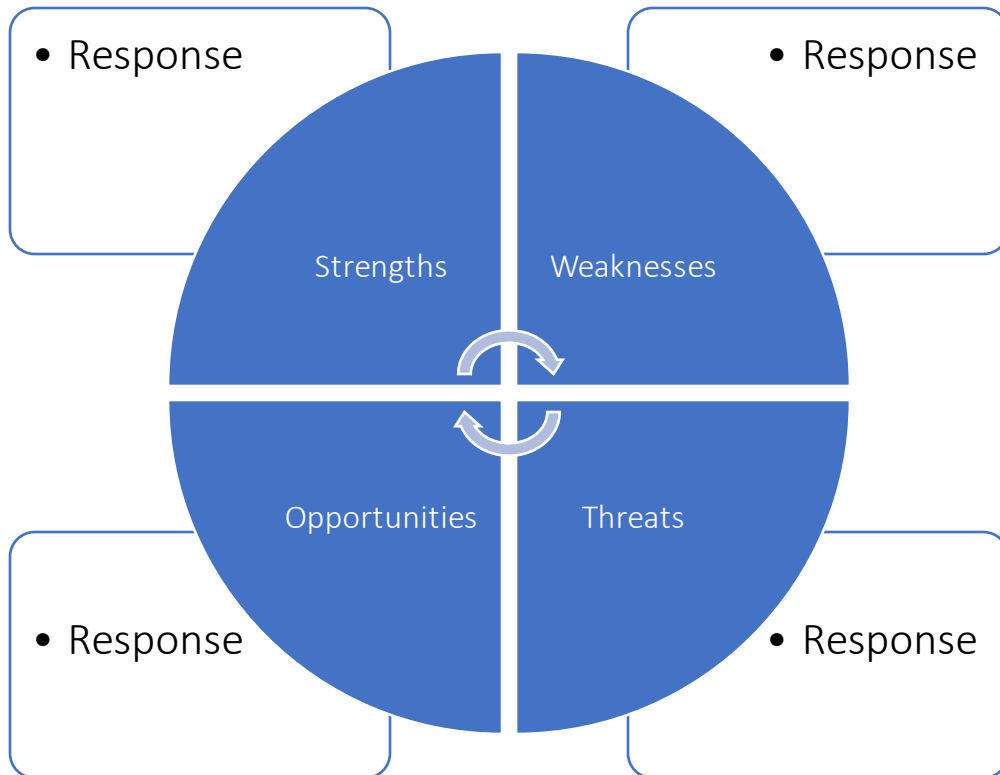 • Response
• Response
Strengths
Weaknesses
Opportunities
Threats
• Response
• Response